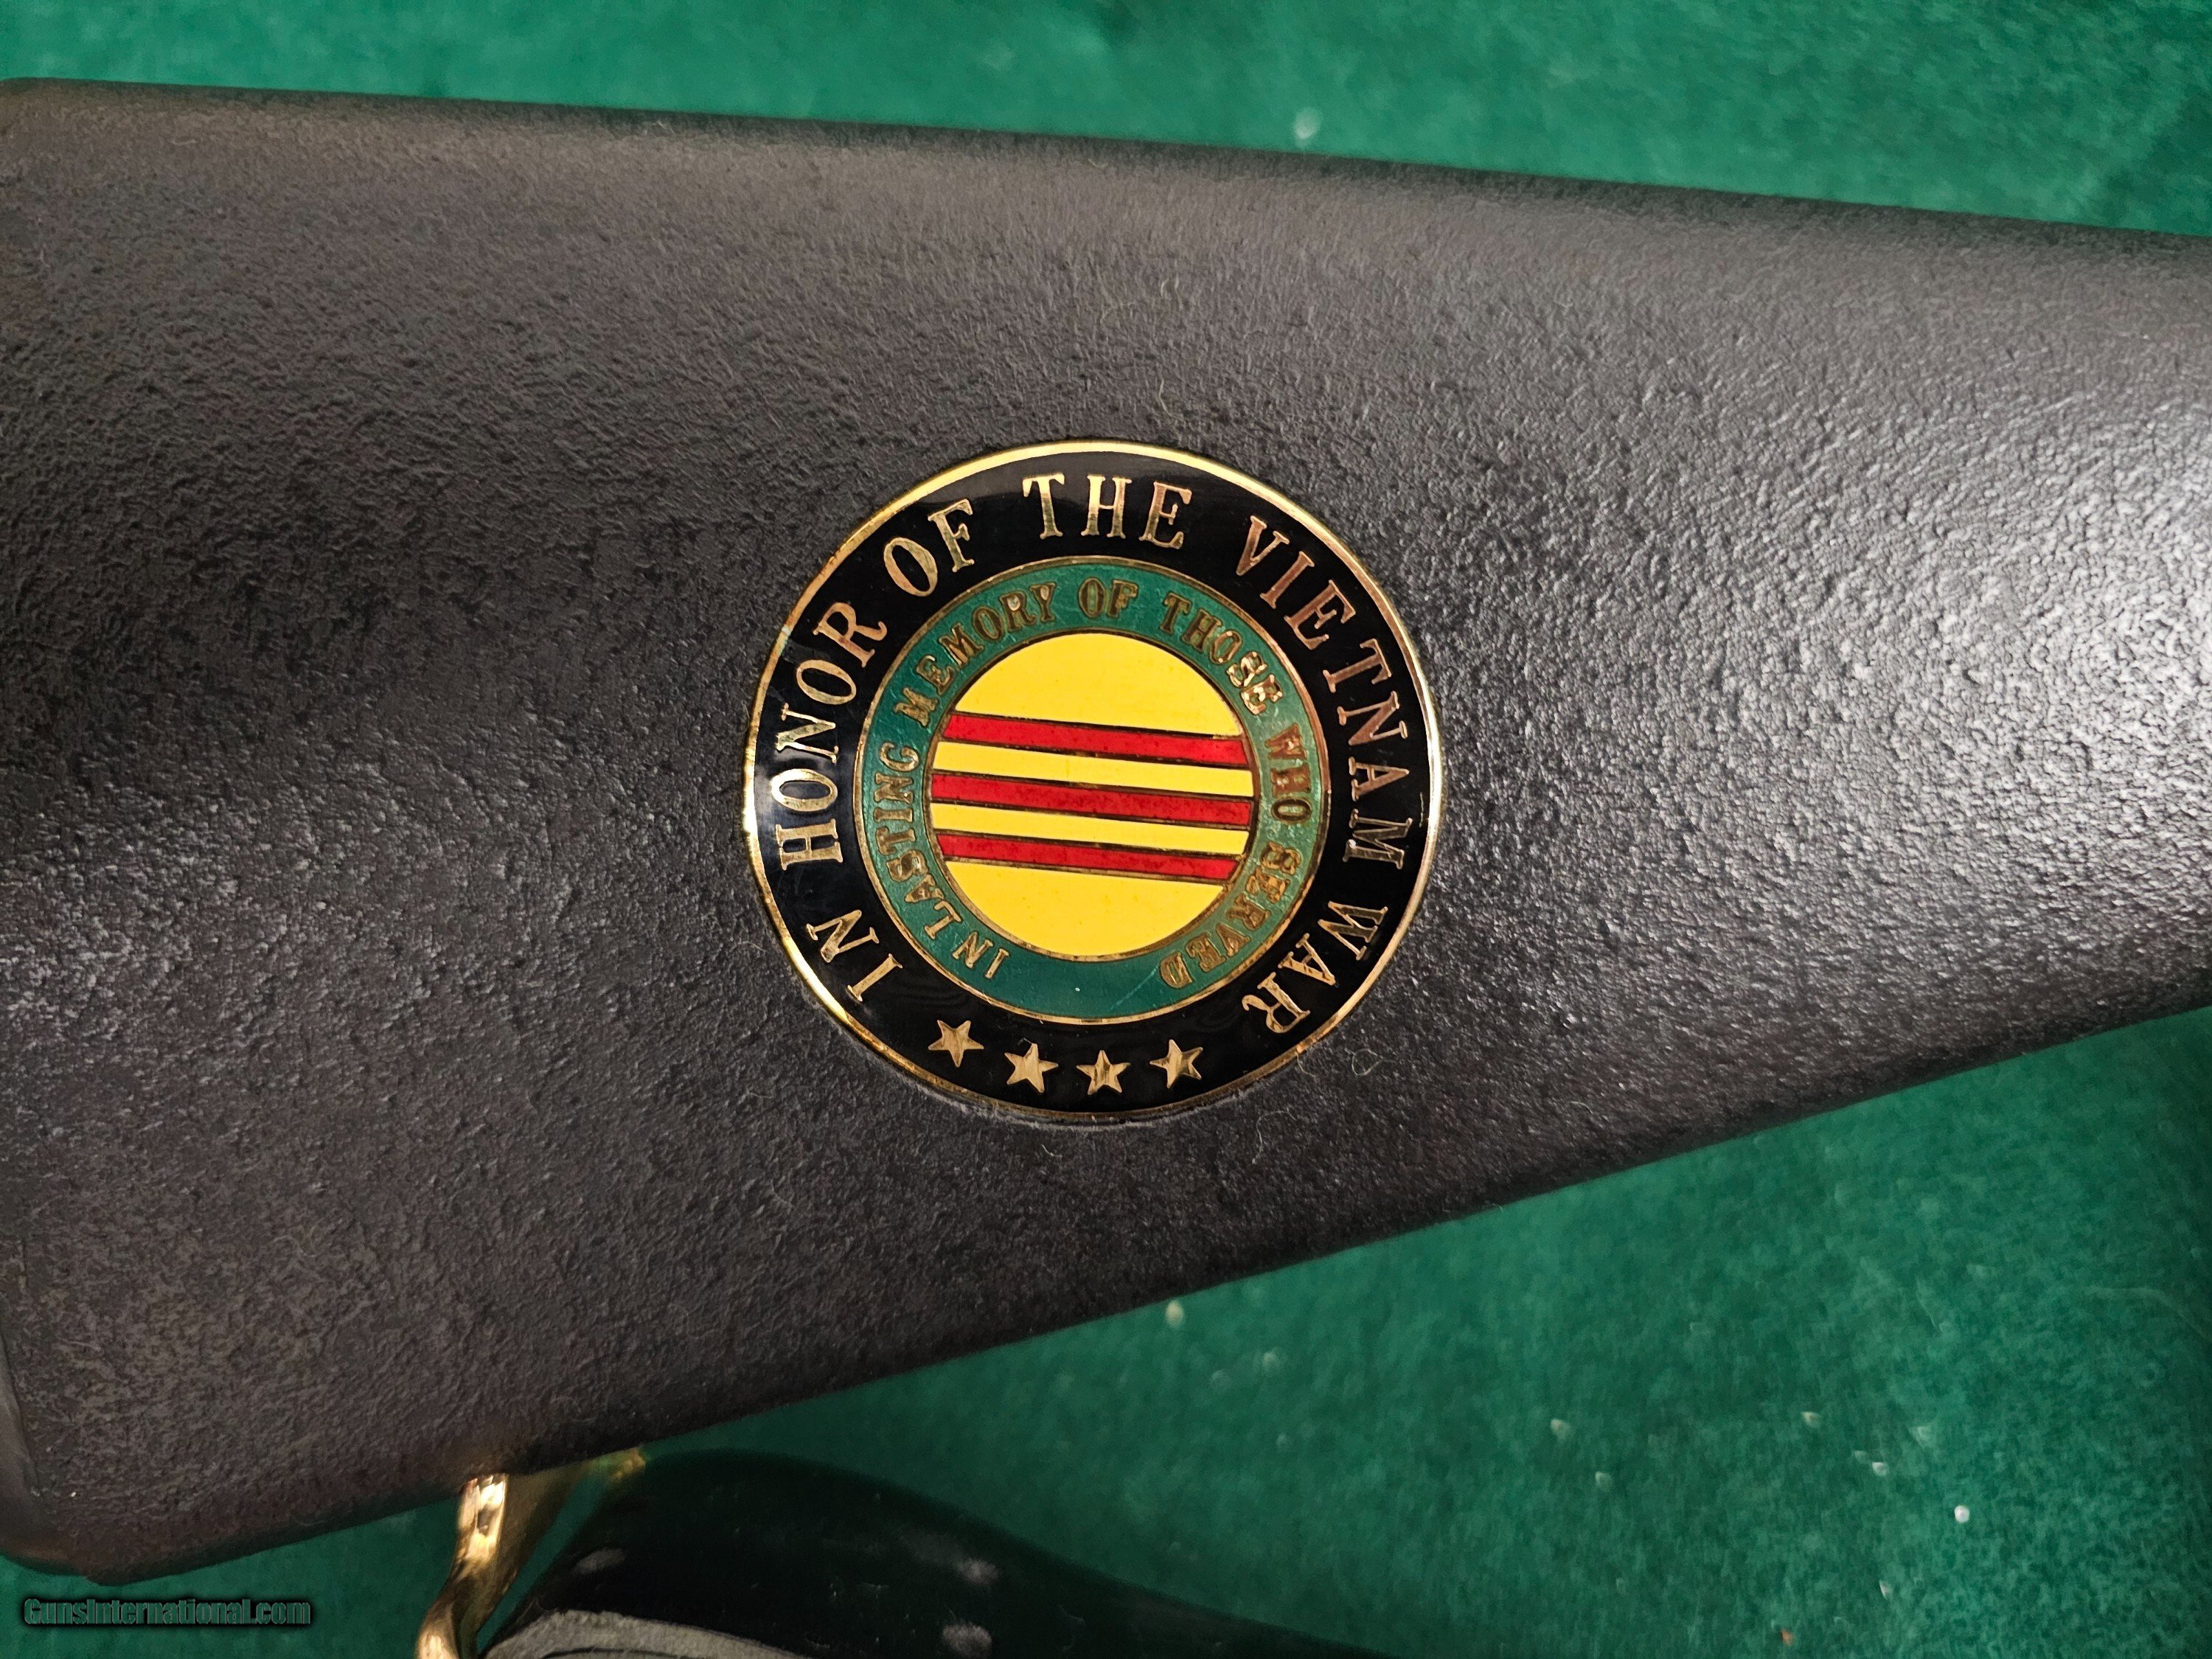 IN HONOR OF THE VIETNAM WAR
IN LASTING MEMORY OF THOSE WHO SERVED
GunsInternational.com